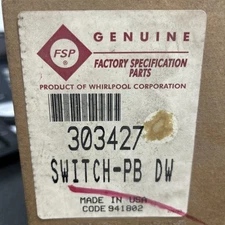 FSP
GENUINE
FACTORY SPECIFICATION
PARTS
PRODUCT OF WHIRLPOOL CORPORATION
303427
SWITCH-PB DW
MADE IN USA
CODE 941802